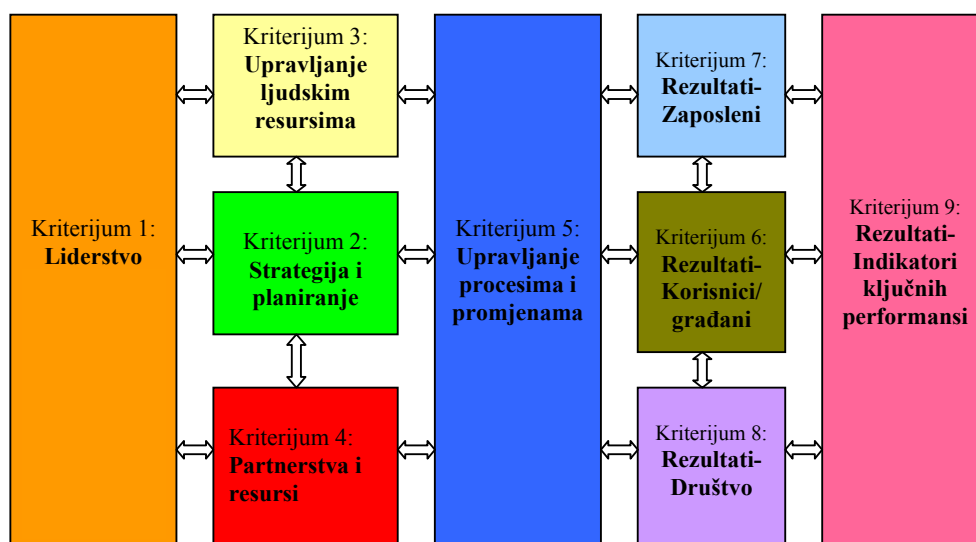 Kriterijum 1:
Liderstvo
Kriterijum 3:
Upravljanje
ljudskim
resursima
Kriterijum 2:
Strategija i
planiranje
Kriterijum 4:
Partnerstva i
resursi
Kriterijum 5:
Upravljanje
procesima i
promjenama
Kriterijum 7:
Rezultati-
Zaposleni
Kriterijum 6:
Rezultati-
Korisnici/
građani
Kriterijum 8:
Rezultati-
Društvo
Kriterijum 9:
Rezultati-
Indikatori
ključnih
performansi